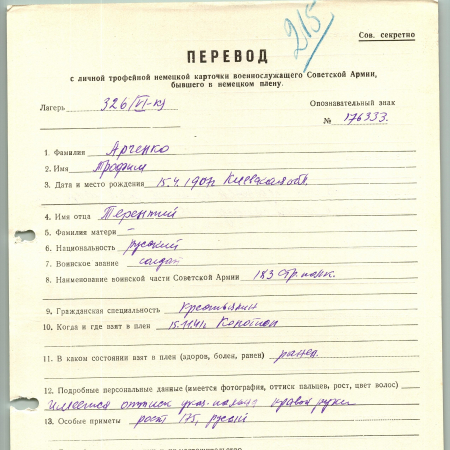 215
Сов. секретно
ПЕРЕВОД
с личной трофейной немецкой карточки военнослужащего Советской Армии,
бывшего в немецком плену.
Лагерь 326/VI-к/
Опознавательный знак
№ 176333.
1. Фамилия Арченко
2. Имя Трофим
3. Дата и место рождения 15.4.1907 Киевская обл.
4. Имя отца Терентий
5. Фамилия матери —
6. Национальность русский
7. Воинское звание солдат
8. Наименование воинской части Советской Армии 183 стр. полк.
9. Гражданская специальность Крестьянин
10. Когда и где взят в плен 15.11.41г.
11. В каком состоянии взят в плен (здоров, болен, ранен) ранен.
12. Подробные персональные данные (имеется фотография, оттиск пальцев, рост, цвет волос)
Имеется оттиск указ. пальца правой руки
13. Особые приметы рост 175, русый